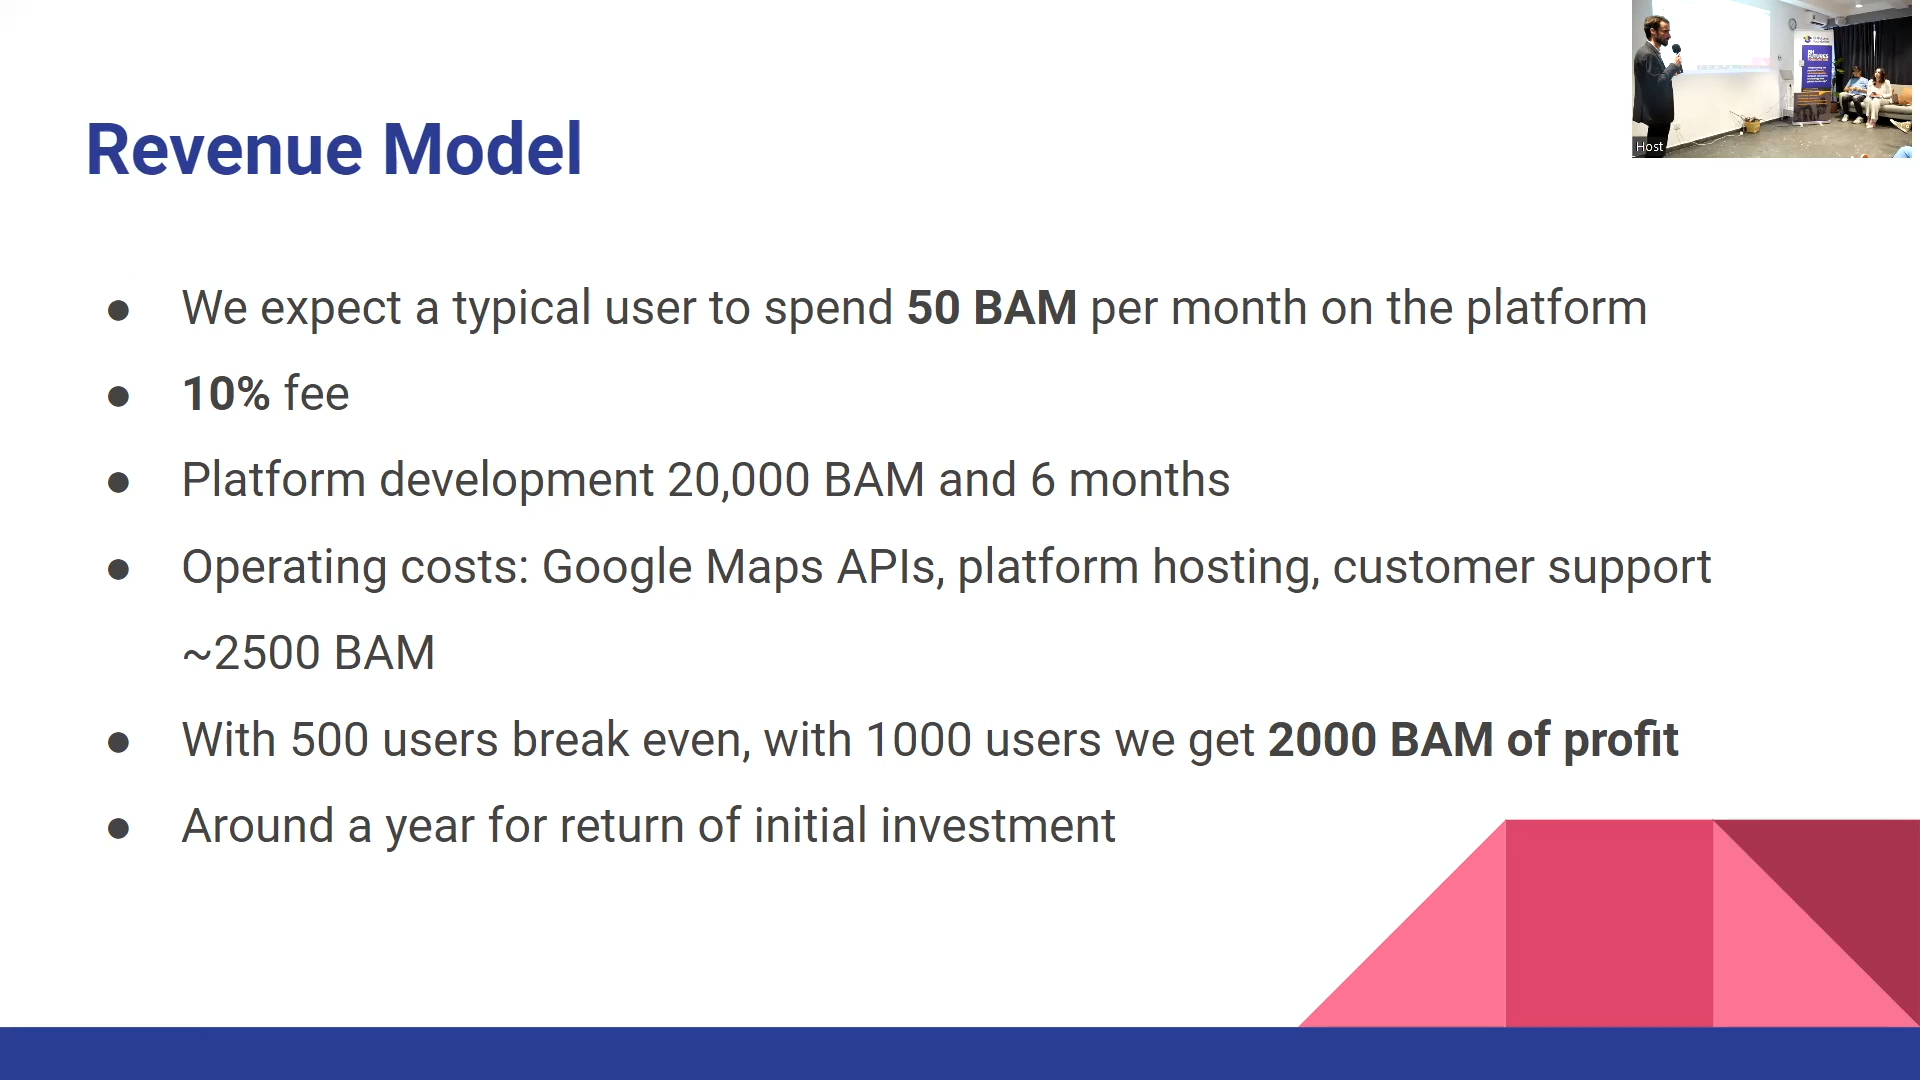 Revenue Model
● We expect a typical user to spend 50 BAM per month on the platform
● 10% fee
● Platform development 20,000 BAM and 6 months
● Operating costs: Google Maps APIs, platform hosting, customer support
~2500 BAM
● With 500 users break even, with 1000 users we get 2000 BAM of profit
● Around a year for return of initial investment
Host